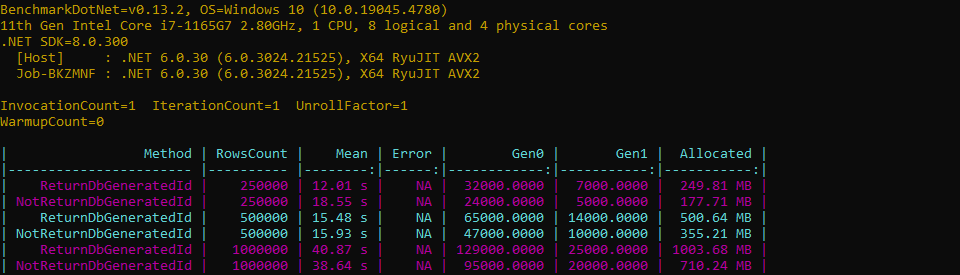 BenchmarkDotNet=v0.13.2, OS=Windows 10 (10.0.19045.4780)
11th Gen Intel Core i7-1165G7 2.80GHz, 1 CPU, 8 logical and 4 physical cores
.NET SDK=8.0.300
  [Host]     : .NET 6.0.30 (6.0.3024.21525), X64 RyuJIT AVX2
  Job-BKZMNF : .NET 6.0.30 (6.0.3024.21525), X64 RyuJIT AVX2
InvocationCount=1  IterationCount=1  UnrollFactor=1
WarmupCount=0
|                 Method | RowsCount |    Mean | Error |        Gen0 |       Gen1 |  Allocated |
|----------------------- |---------- |--------:|------:|------------:|-----------:|-----------:|
|    ReturnDbGeneratedId |    250000 | 12.01 s |    NA |  32000.0000 |  7000.0000 |  249.81 MB |
| NotReturnDbGeneratedId |    250000 | 18.55 s |    NA |  24000.0000 |  5000.0000 |  177.71 MB |
|    ReturnDbGeneratedId |    500000 | 15.48 s |    NA |  65000.0000 | 14000.0000 |  500.64 MB |
| NotReturnDbGeneratedId |    500000 | 15.93 s |    NA |  47000.0000 | 10000.0000 |  355.21 MB |
|    ReturnDbGeneratedId |   1000000 | 40.87 s |    NA | 129000.0000 | 25000.0000 | 1003.68 MB |
| NotReturnDbGeneratedId |   1000000 | 38.64 s |    NA |  95000.0000 | 20000.0000 |  710.24 MB |